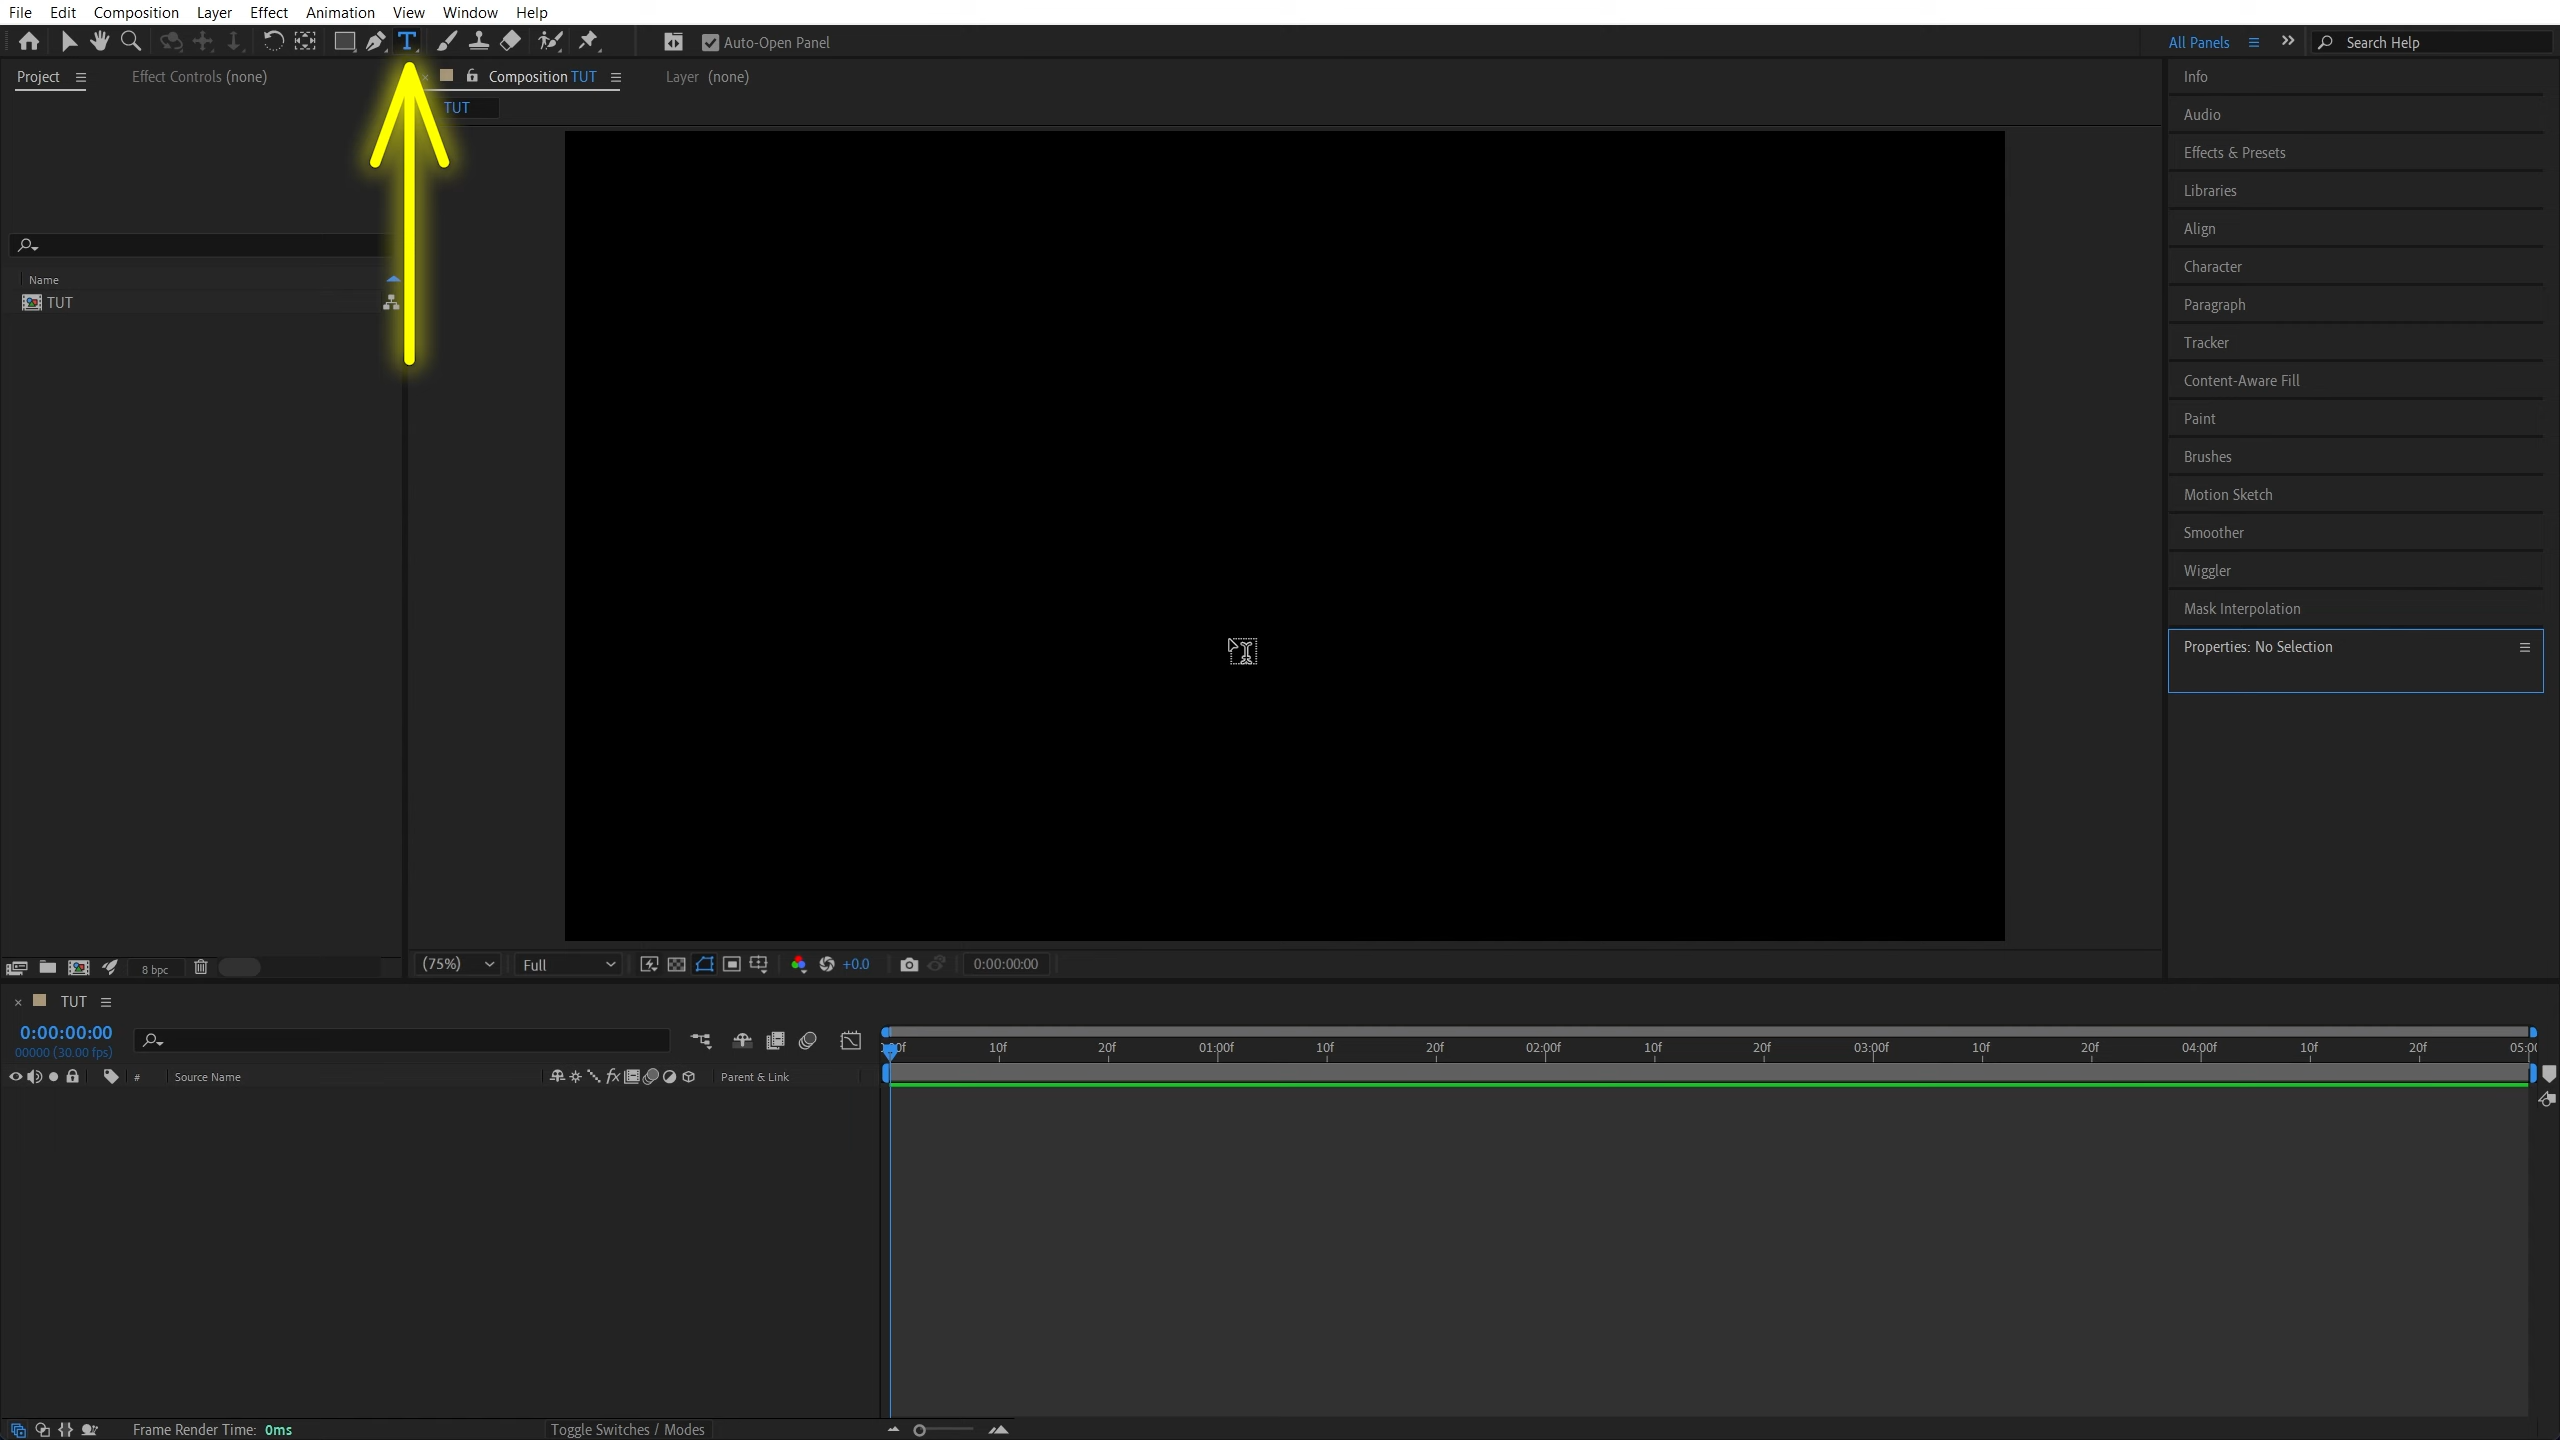 File Edit Composition Layer Effect Animation View Window Help
Auto-Open Panel
All Panels
Search Help
Project
Effect Controls (none)
Composition TUT
Layer (none)
TUT
Name
TUT
Info
Audio
Effects & Presets
Libraries
Align
Character
Paragraph
Tracker
Content-Aware Fill
Paint
Brushes
Motion Sketch
Smoother
Wiggler
Mask Interpolation
Properties: No Selection
8 bpc
(75%)
Full
+0.0
0:00:00:00
TUT
0:00:00:00
00000 (30.00 fps)
10f 20f 01:00f 10f 20f 02:00f 10f 20f 03:00f 10f 20f 04:00f 10f 20f
# Source Name
fx
Parent & Link
Frame Render Time: 0ms
Toggle Switches / Modes